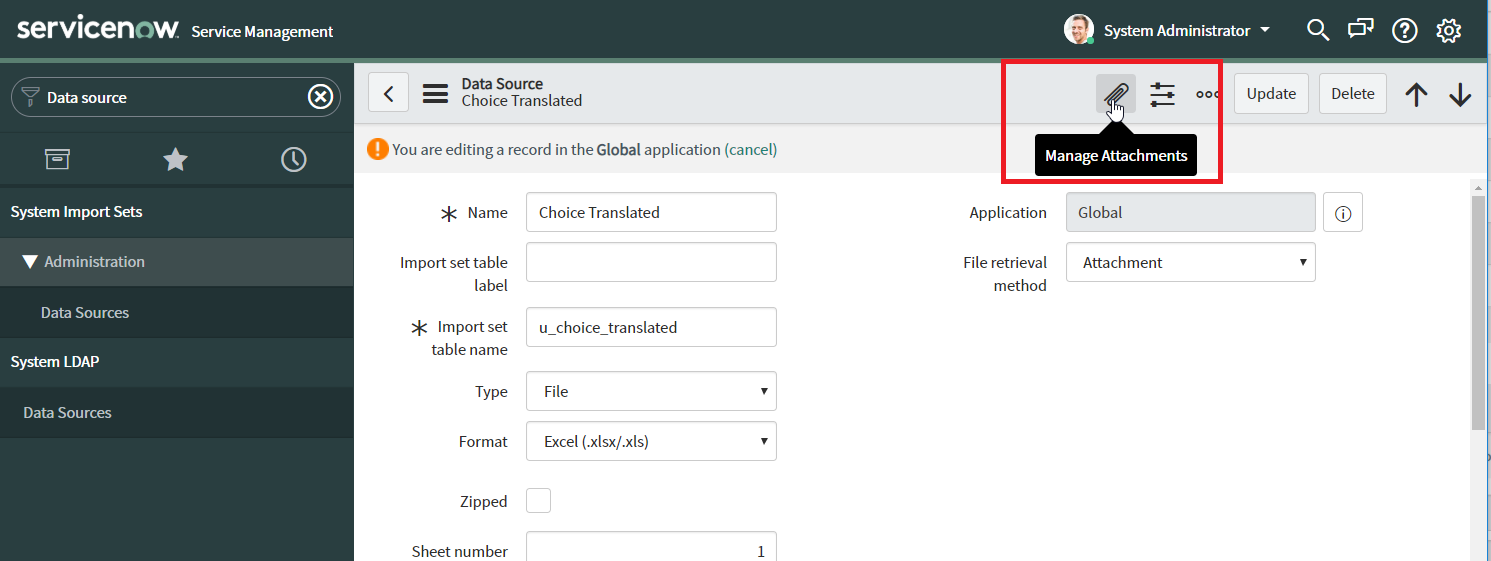 servicenow. Service Management
System Administrator
Data source
Data Source
Choice Translated
Update
Delete
Manage Attachments
You are editing a record in the Global application (cancel)
System Import Sets
Administration
Data Sources
System LDAP
Data Sources
Name
Choice Translated
Import set table
label
Import set
table name
u_choice_translated
Type
File
Format
Excel (.xlsx/.xls)
Zipped
Sheet number
1
Application
Global
File retrieval
method
Attachment